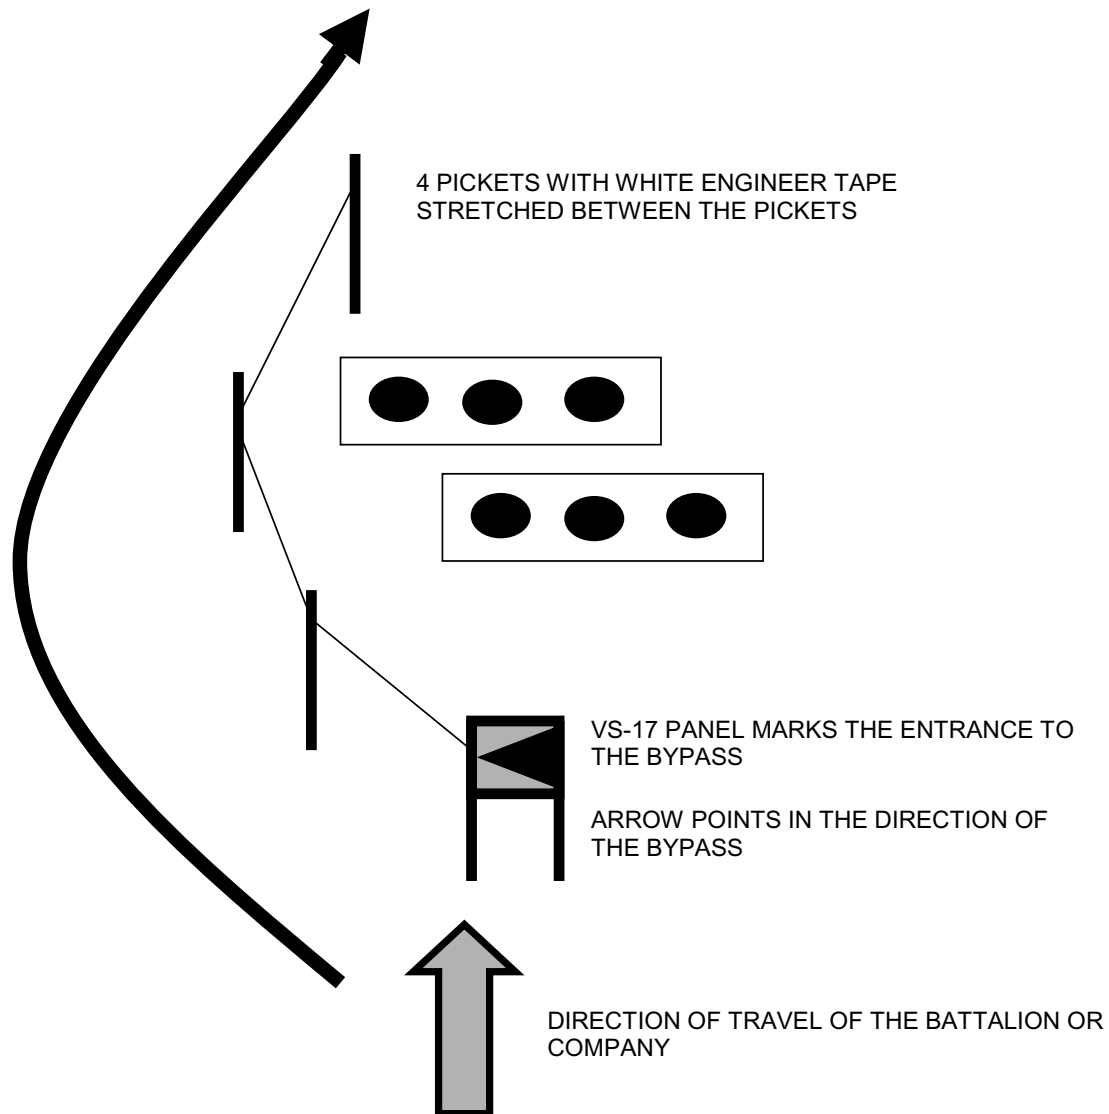 4 PICKETS WITH WHITE ENGINEER TAPE
STRETCHED BETWEEN THE PICKETS
VS-17 PANEL MARKS THE ENTRANCE TO
THE BYPASS
ARROW POINTS IN THE DIRECTION OF
THE BYPASS
DIRECTION OF TRAVEL OF THE BATTALION OR
COMPANY